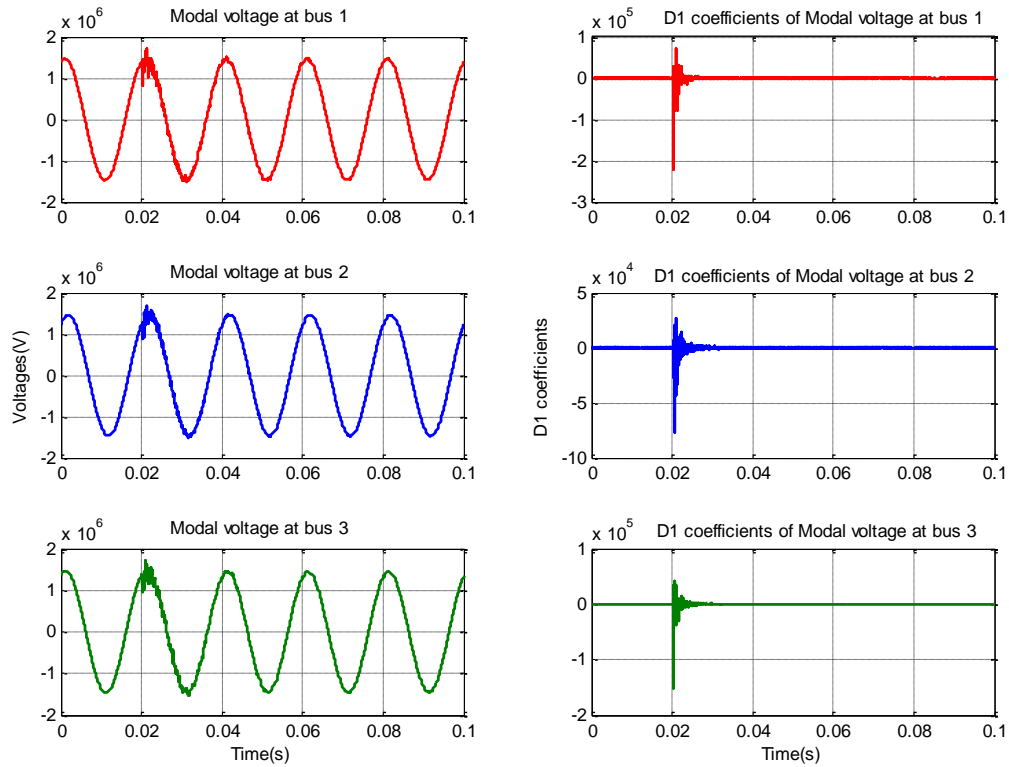 Modal voltage at bus 1
x 10^6
2
1
0
-1
-2
0 0.02 0.04 0.06 0.08 0.1
D1 coefficients of Modal voltage at bus 1
x 10^5
1
0
-1
-2
-3
0 0.02 0.04 0.06 0.08 0.1
Modal voltage at bus 2
x 10^6
2
1
0
-1
-2
Voltages(V)
0 0.02 0.04 0.06 0.08 0.1
D1 coefficients of Modal voltage at bus 2
x 10^4
5
0
-5
-10
D1 coefficients
0 0.02 0.04 0.06 0.08 0.1
Modal voltage at bus 3
x 10^6
2
1
0
-1
-2
0 0.02 0.04 0.06 0.08 0.1
Time(s)
D1 coefficients of Modal voltage at bus 3
x 10^5
1
0
-1
-2
0 0.02 0.04 0.06 0.08 0.1
Time(s)